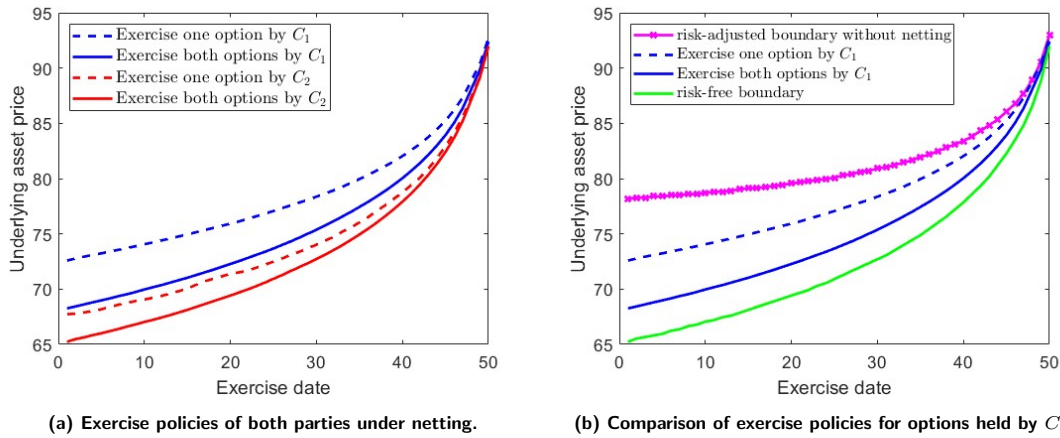 95
90
85
80
75
70
65
Underlying asset price
Exercise one option by C₁
Exercise both options by C₁
Exercise one option by C₂
Exercise both options by C₂
0 10 20 30 40 50
Exercise date
(a) Exercise policies of both parties under netting.
95
90
85
80
75
70
65
Underlying asset price
risk-adjusted boundary without netting
Exercise one option by C₁
Exercise both options by C₁
risk-free boundary
0 10 20 30 40 50
Exercise date
(b) Comparison of exercise policies for options held by C